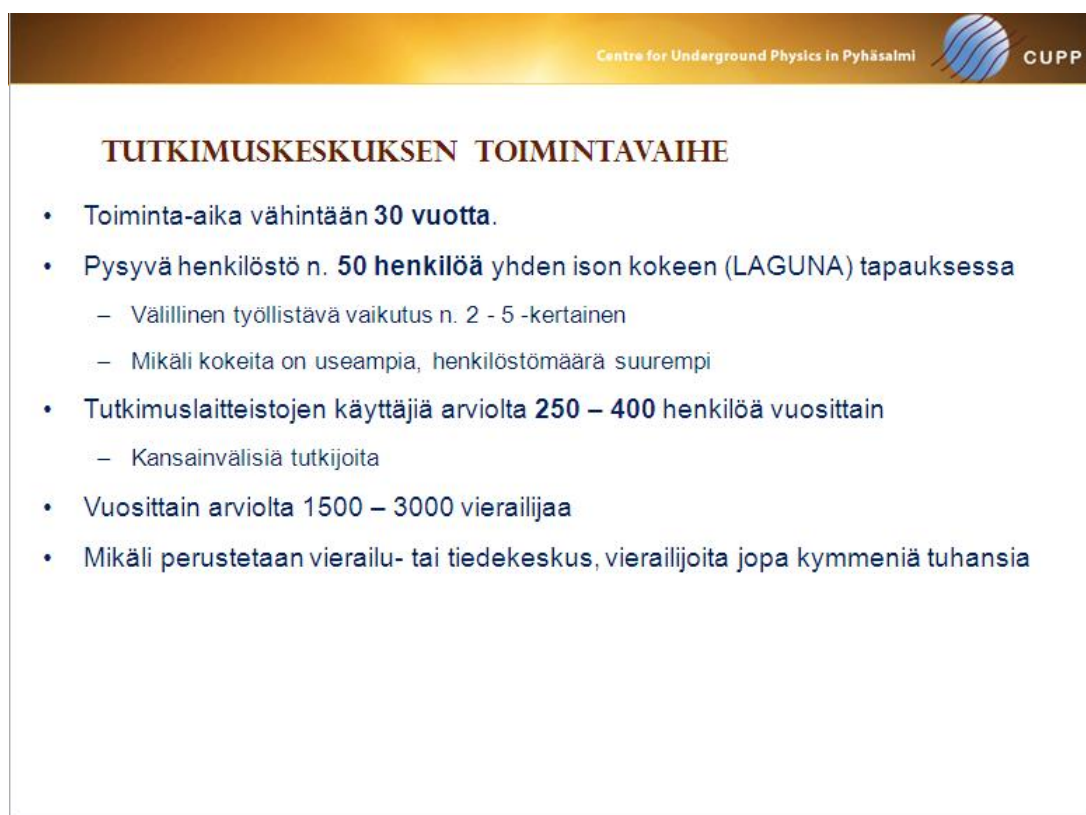 Centre for Underground Physics in Pyhäsalmi
CUPP
TUTKIMUSKESKUKSEN TOIMINTAVAIHE
• Toiminta-aika vähintään 30 vuotta.
• Pysyvä henkilöstö n. 50 henkilöä yhden ison kokeen (LAGUNA) tapauksessa
– Välillinen työllistävä vaikutus n. 2 - 5 -kertainen
– Mikäli kokeita on useampia, henkilöstömäärä suurempi
• Tutkimuslaitteistojen käyttäjiä arviolta 250 – 400 henkilöä vuosittain
– Kansainvälisiä tutkijoita
• Vuosittain arviolta 1500 – 3000 vierailijaa
• Mikäli perustetaan vierailu- tai tiedekeskus, vierailijoita jopa kymmeniä tuhansia